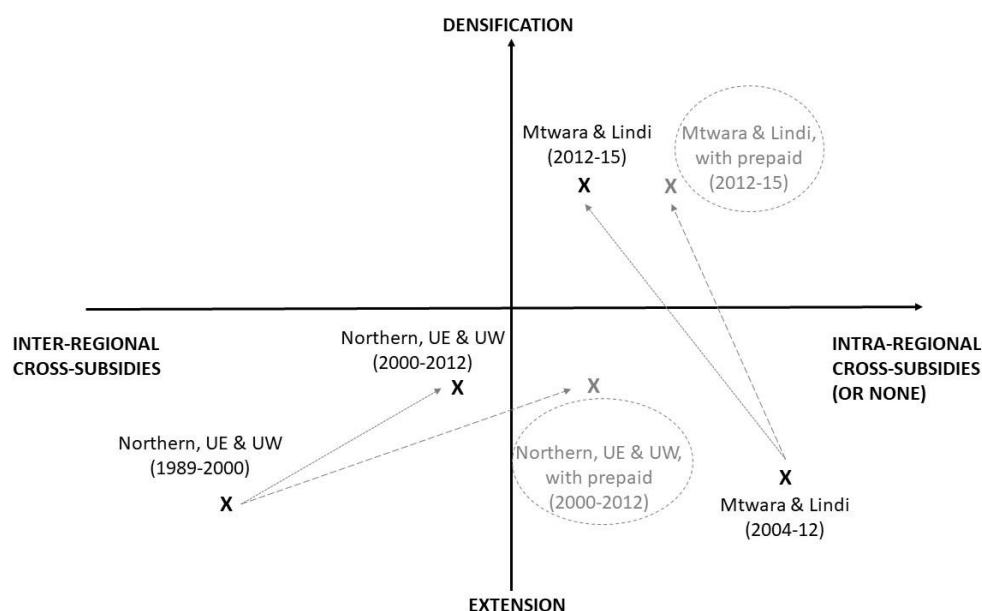 DENSIFICATION
Mtwara & Lindi
(2012-15)
X
Mtwara & Lindi,
with prepaid
(2012-15)
X
INTER-REGIONAL
CROSS-SUBSIDIES
INTRA-REGIONAL
CROSS-SUBSIDIES
(OR NONE)
Northern, UE & UW
(2000-2012)
X
X
Northern, UE & UW,
with prepaid
(2000-2012)
Northern, UE & UW
(1989-2000)
X
X
Mtwara & Lindi
(2004-12)
EXTENSION